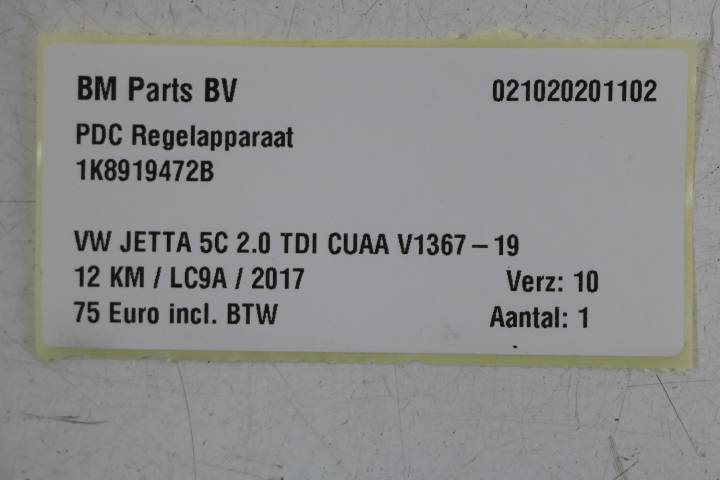 BM Parts BV 021020201102
PDC Regelapparaat
1K8919472B
VW JETTA 5C 2.0 TDI CUAA V1367-19
12 KM / LC9A / 2017 Verz: 10
75 Euro incl. BTW Aantal: 1